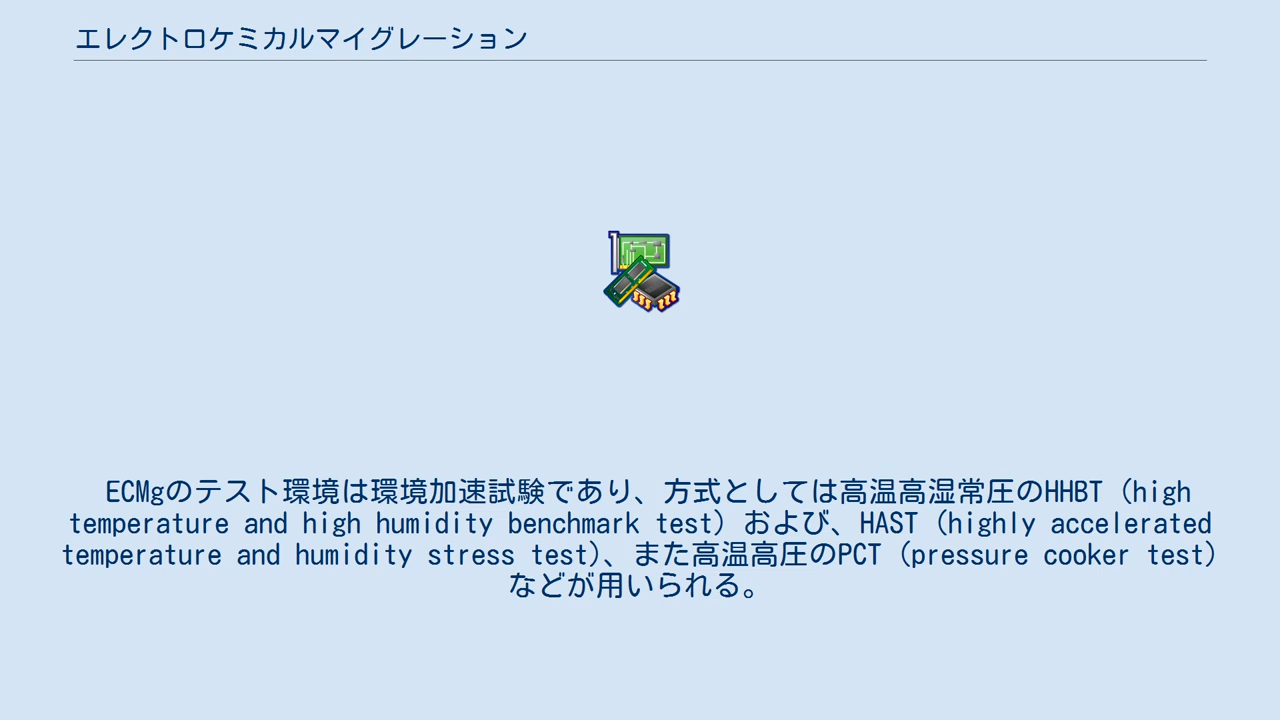 エレクトロケミカルマイグレーション
ECMgのテスト環境は環境加速試験であり、方式としては高温高湿常圧のHHBT（high
temperature and high humidity benchmark test）および、HAST（highly accelerated
temperature and humidity stress test）、また高温高圧のPCT（pressure cooker test）
などが用いられる。